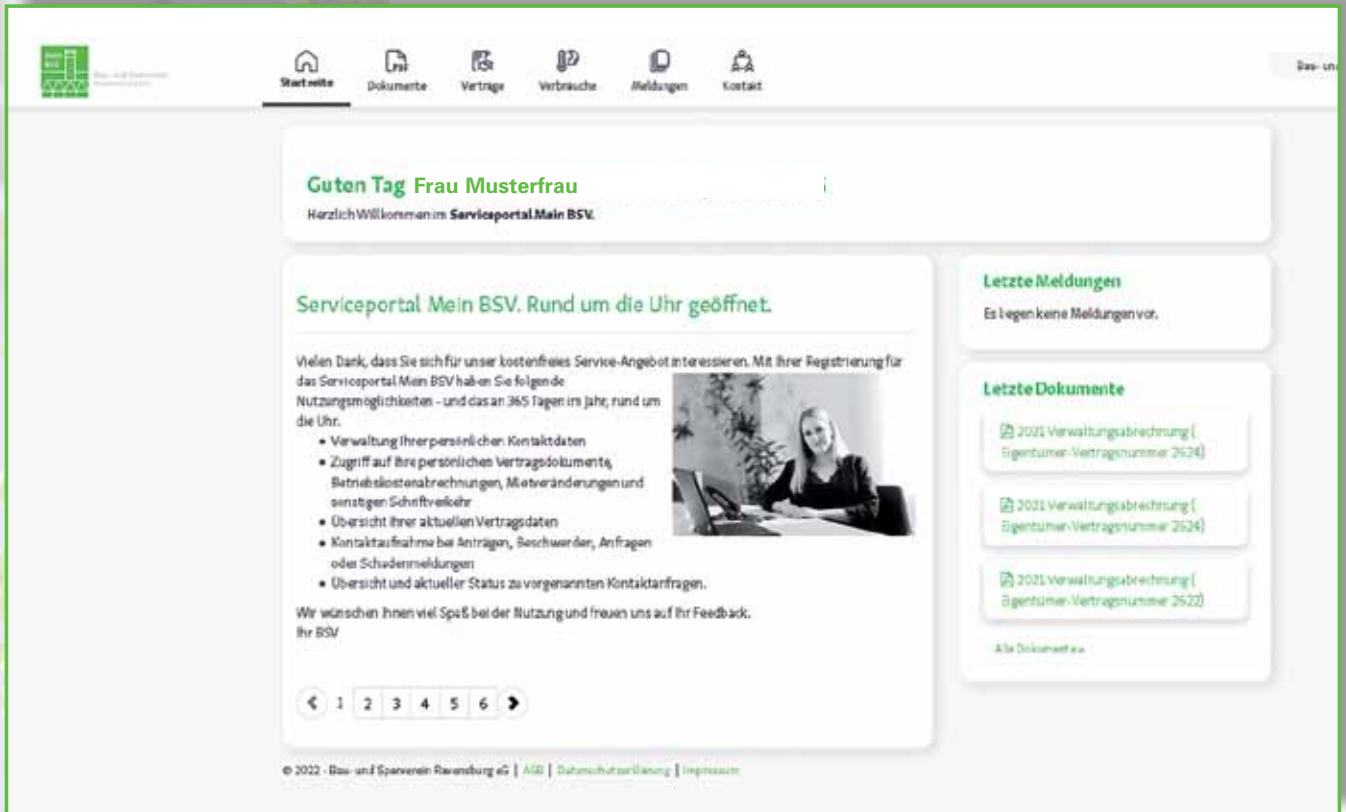 Startseite
Dokumente
Verträge
Verbräuche
Meldungen
Kontakt
Bau- un
Guten Tag Frau Musterfrau
Herzlich Willkommen im Serviceportal Mein BSV.
Serviceportal Mein BSV. Rund um die Uhr geöffnet.
Vielen Dank, dass Sie sich für unser kostenfreies Service-Angebot interessieren. Mit Ihrer Registrierung für
das Serviceportal Mein BSV haben Sie folgende
Nutzungsmöglichkeiten - und das an 365 Tagen im Jahr, rund um
die Uhr.
• Verwaltung Ihrer persönlichen Kontaktdaten
• Zugriff auf Ihre persönlichen Vertragsdokumente,
Betriebskostenabrechnungen, Mietveränderungen und
sonstigen Schriftverkehr
• Übersicht Ihrer aktuellen Vertragsdaten
• Kontaktaufnahme bei Anträgen, Beschwerden, Anfragen
oder Schadenmeldungen
• Übersicht und aktueller Status zu vorgenannten Kontaktanfragen.
Wir wünschen Ihnen viel Spaß bei der Nutzung und freuen uns auf Ihr Feedback.
Ihr BSV
1 2 3 4 5 6
Letzte Meldungen
Es liegen keine Meldungen vor.
Letzte Dokumente
2021 Verwaltungsabrechnung (
Eigentümer-Vertragsnummer 2624)
2021 Verwaltungsabrechnung (
Eigentümer-Vertragsnummer 2624)
2021 Verwaltungsabrechnung (
Eigentümer-Vertragsnummer 2622)
Alle Dokumente »
© 2022 - Bau- und Sparverein Ravensburg eG | AGB | Datenschutzerklärung | Impressum